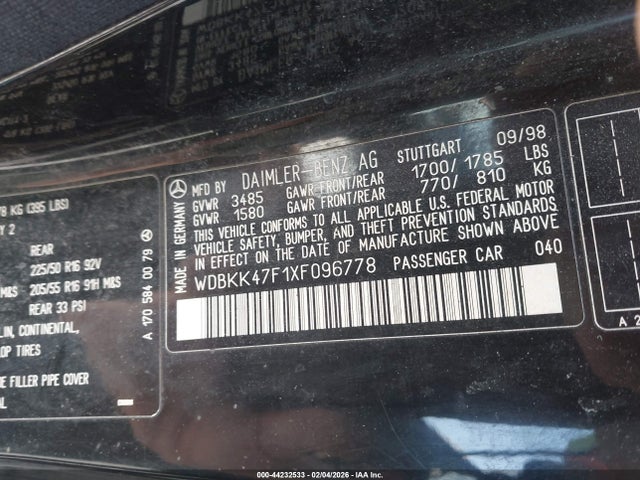 MFD BY DAIMLER-BENZ AG STUTTGART 09/98
GVWR 3485 GAWR FRONT/REAR 1700/1785 LBS
GVWR 1580 GAWR FRONT/REAR 770/ 810 KG
THIS VEHICLE CONFORMS TO ALL APPLICABLE U.S. FEDERAL MOTOR
VEHICLE SAFETY, BUMPER, AND THEFT PREVENTION STANDARDS
IN EFFECT ON THE DATE OF MANUFACTURE SHOWN ABOVE.
WDBKK47F1XF096778 PASSENGER CAR 040
MADE IN GERMANY
KG (385 LBS)
2
REAR
225/50 R16 92V
205/55 R16 91H M&S
REAR 33 PSI
CONTINENTAL,
TIRES
FILLER PIPE COVER
A 170 584 00 79
A 2
000-44232533 - 02/04/2026 - IAA Inc.